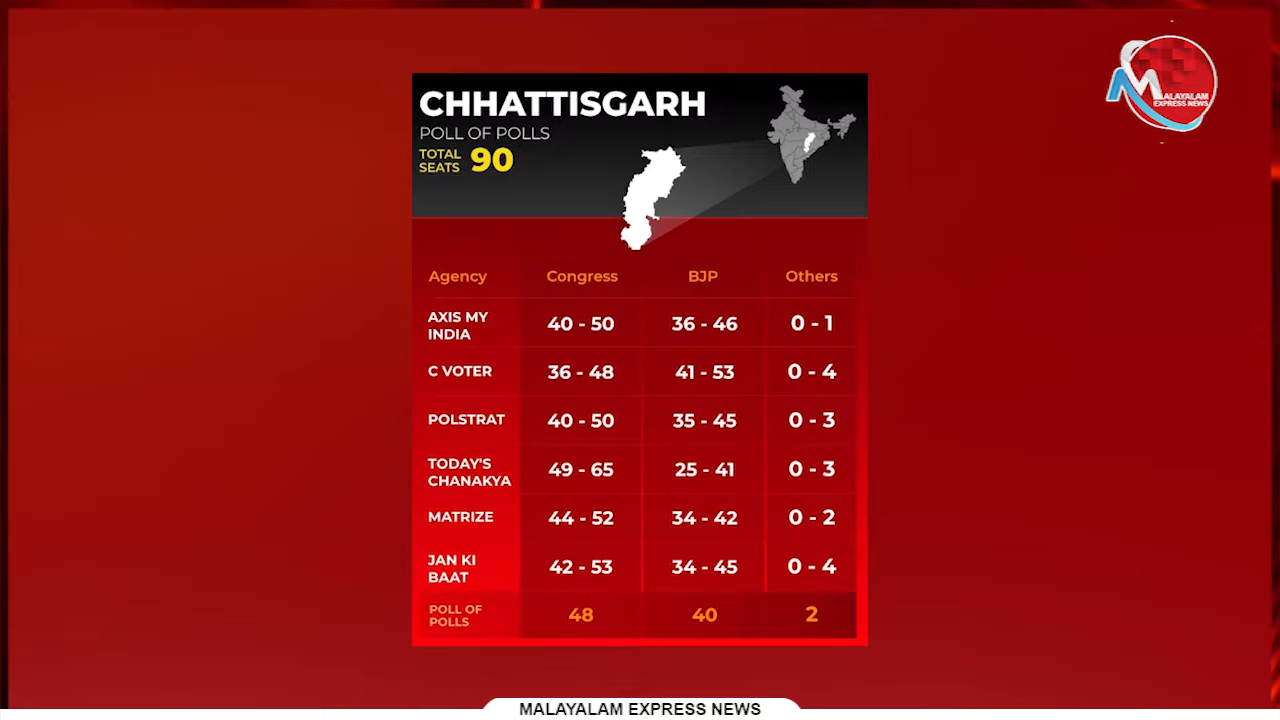 MALAYALAM
EXPRESS NEWS
CHHATTISGARH
POLL OF POLLS
TOTAL
SEATS 90
Agency Congress BJP Others
AXIS MY
INDIA 40 - 50 36 - 46 0 - 1
C VOTER 36 - 48 41 - 53 0 - 4
POLSTRAT 40 - 50 35 - 45 0 - 3
TODAY'S
CHANAKYA 49 - 65 25 - 41 0 - 3
MATRIZE 44 - 52 34 - 42 0 - 2
JAN KI
BAAT 42 - 53 34 - 45 0 - 4
POLL OF
POLLS 48 40 2
MALAYALAM EXPRESS NEWS